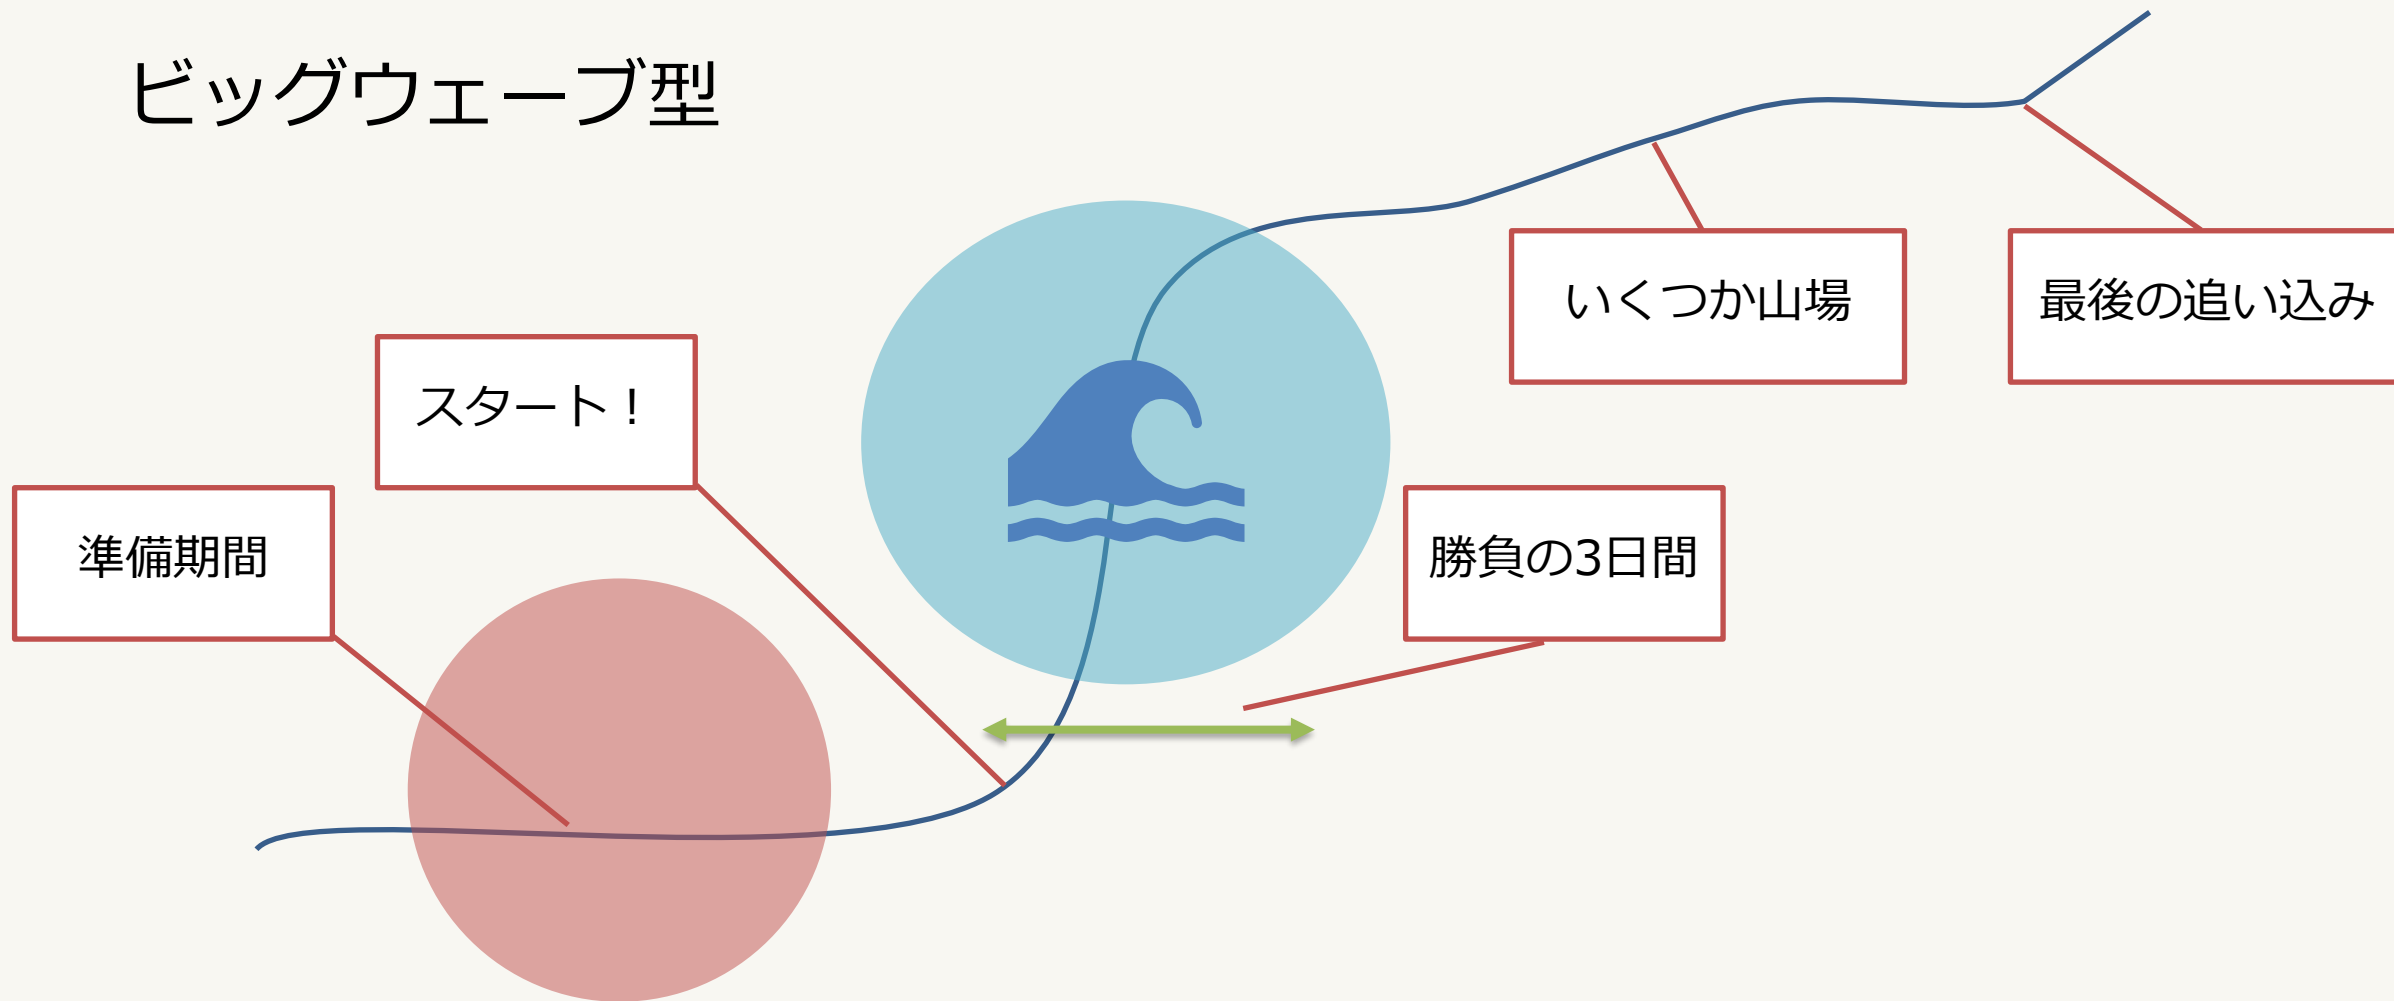 ビッグウェーブ型
準備期間
スタート！
勝負の3日間
いくつか山場
最後の追い込み